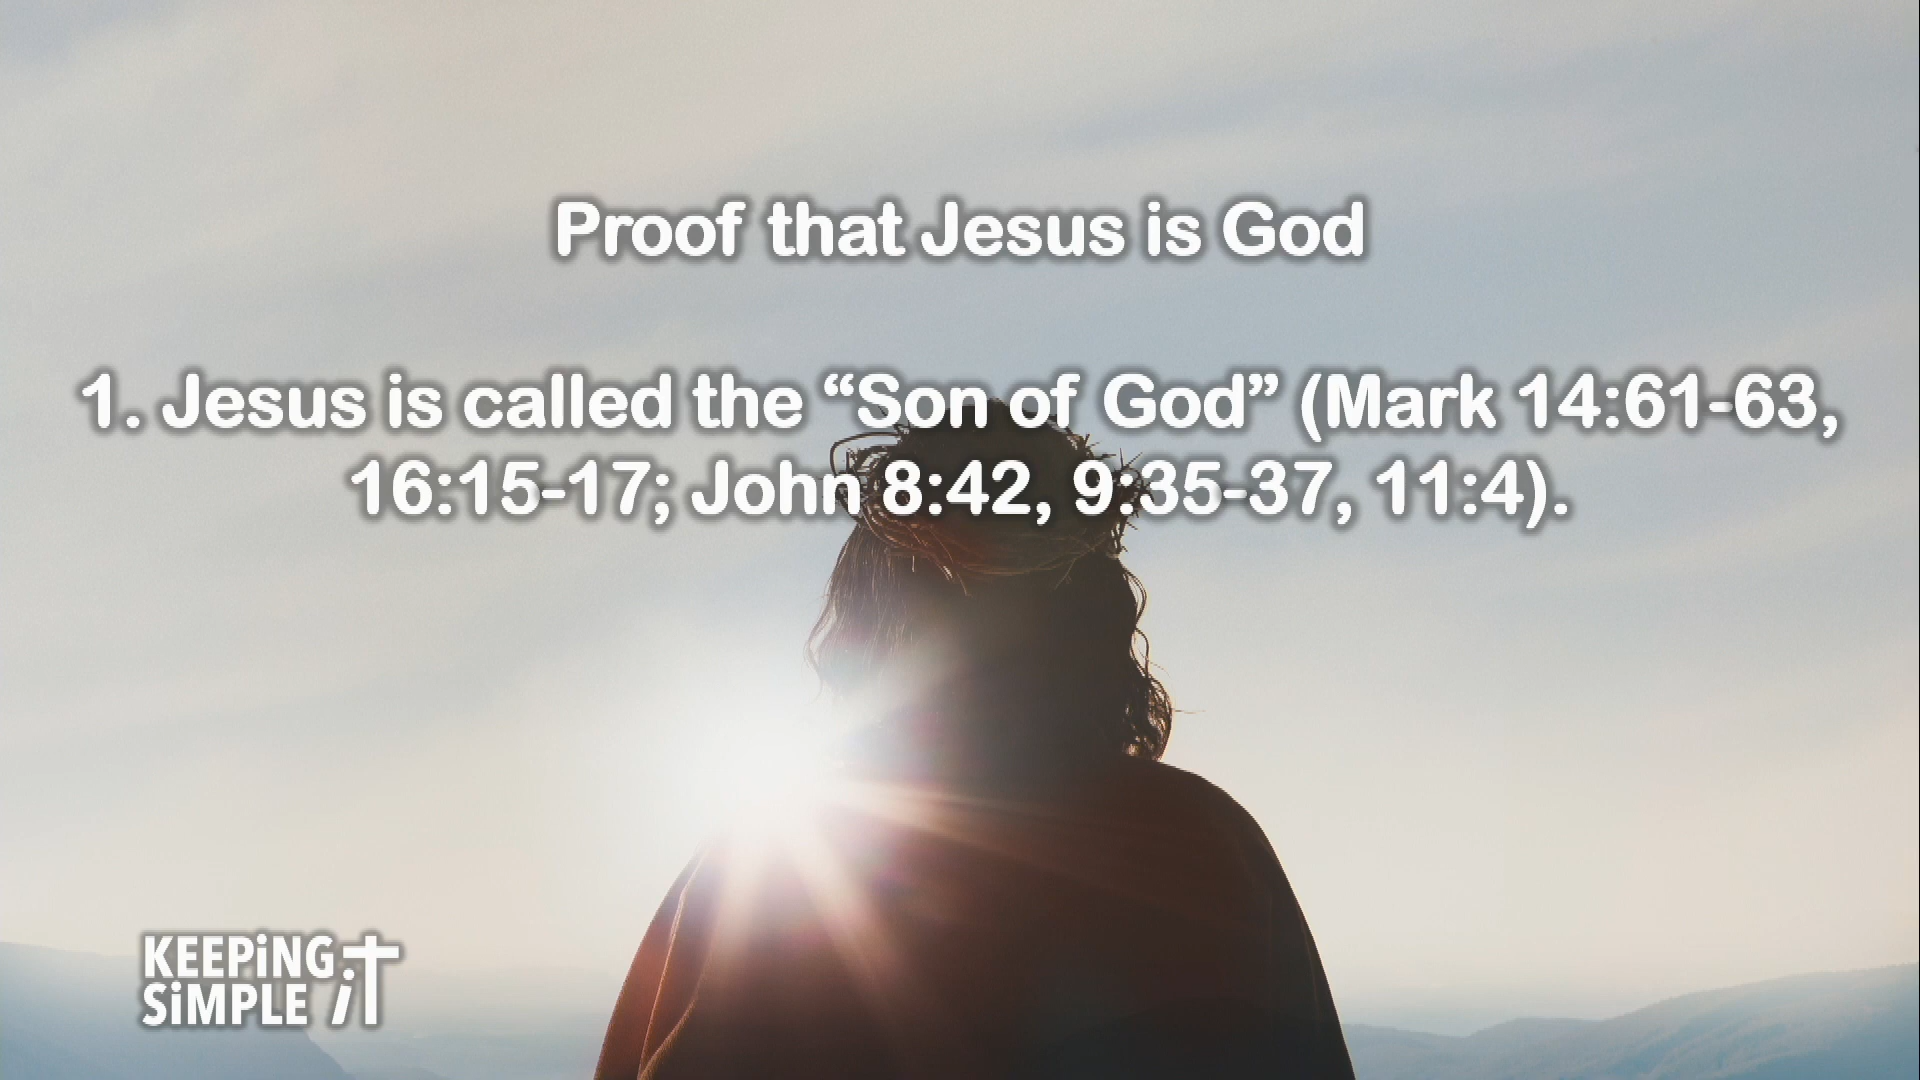 Proof that Jesus is God
1. Jesus is called the “Son of God” (Mark 14:61-63,
16:15-17; John 8:42, 9:35-37, 11:4).
KEEPiNG
SiMPLE iT